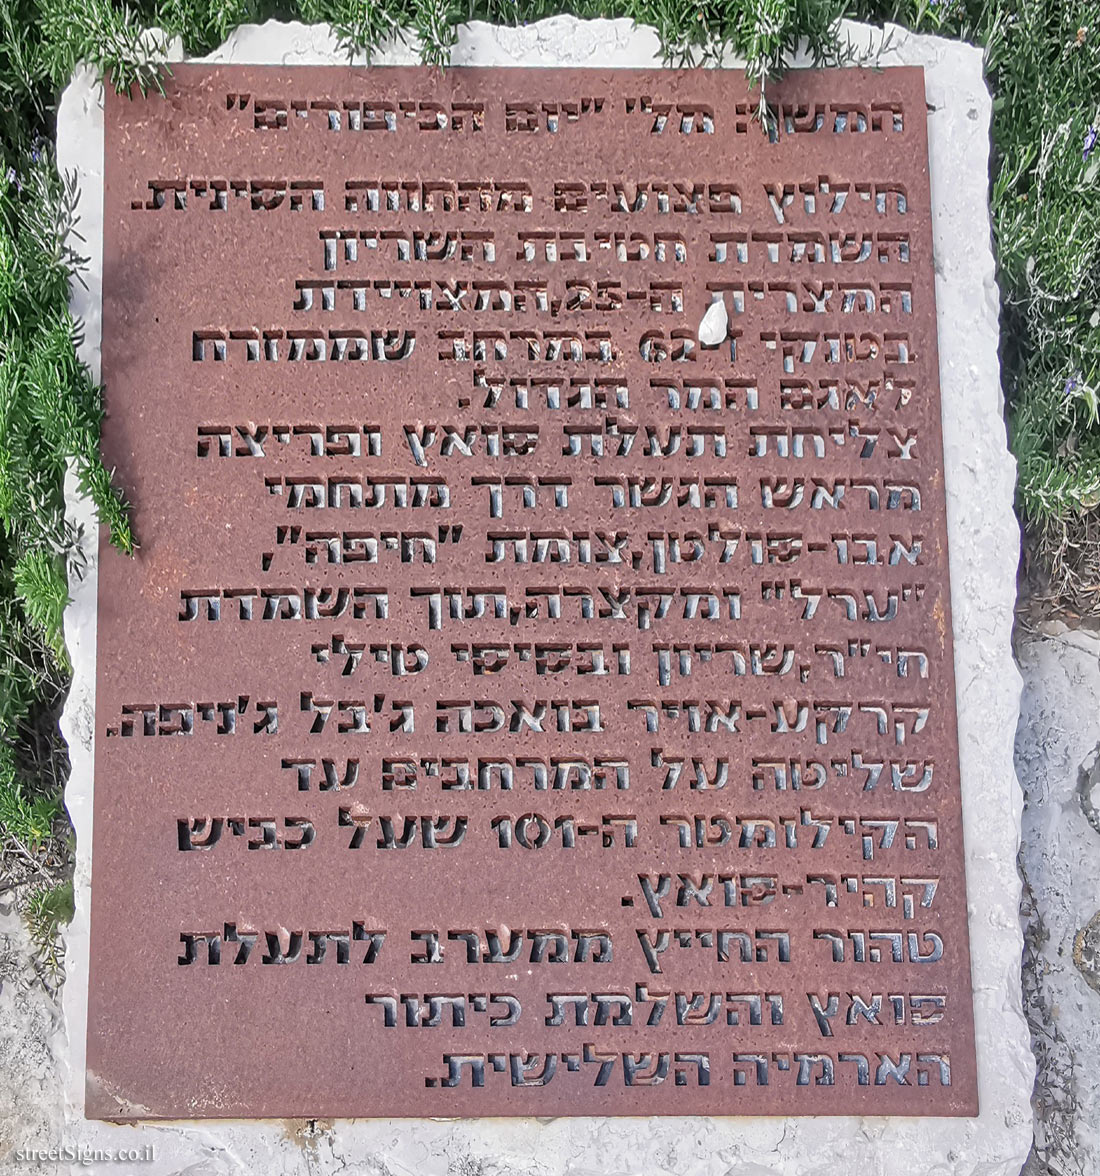 המשך: מל' "יום הכיפורים"
חילוץ פצועים מהחווה הסינית.
השמדת חטיבת השריון
המצרית ה-25,המצויידת
בטנקי ט-62 במרחב שממזרח
לאגם המר הגדול.
צליחת תעלת סואץ ופריצה
מראש הגשר דרך מתחמי
אבו-סולטן,צומת "חיפה",
"ערל" ומקצרה,תוך השמדת
חי"ר,שריון ובסיסי טילי
קרקע-אויר בואכה ג'בל ג'ניפה.
שליטה על המרחבים עד
הקילומטר ה-101 שעל כביש
קהיר-סואץ.
טהור החייץ ממערב לתעלת
סואץ והשלמת כיתור
הארמיה השלישית.
streetSigns.co.il